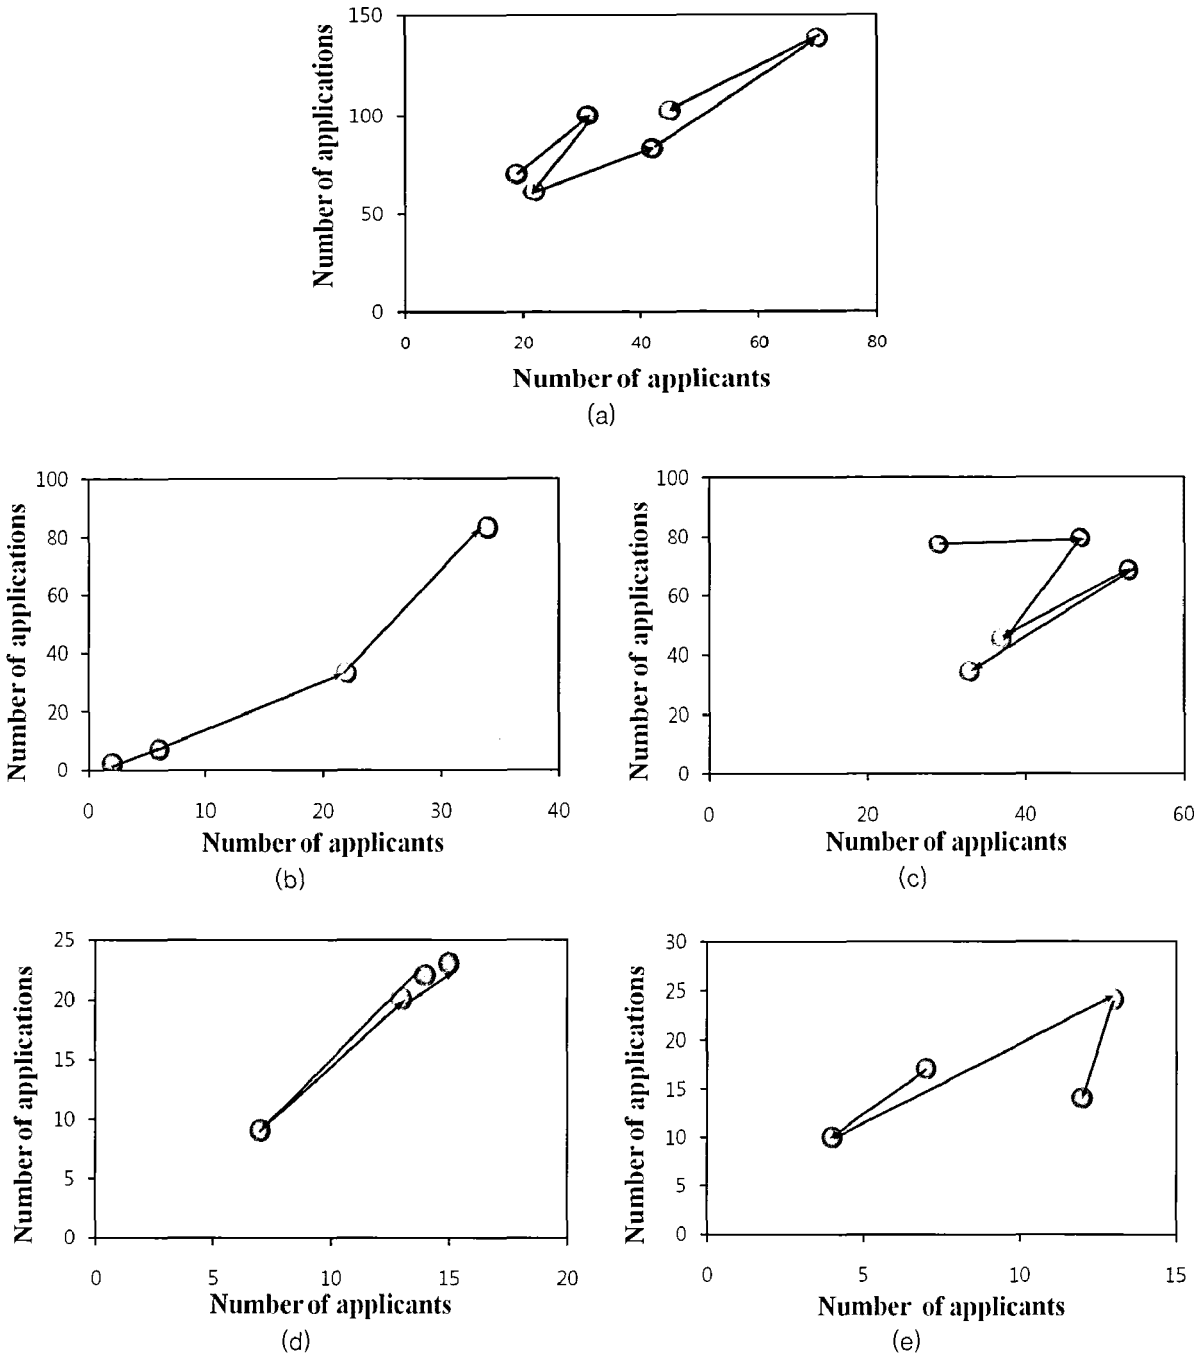 150
100
50
0
Number of applications
0 20 40 60 80
Number of applicants
(a)
100
80
60
40
20
0
Number of applications
0 10 20 30 40
Number of applicants
(b)
100
80
60
40
20
0
Number of applications
0 20 40 60
Number of applicants
(c)
25
20
15
10
5
0
Number of applications
0 5 10 15 20
Number of applicants
(d)
30
25
20
15
10
5
0
Number of applications
0 5 10 15
Number of applicants
(e)